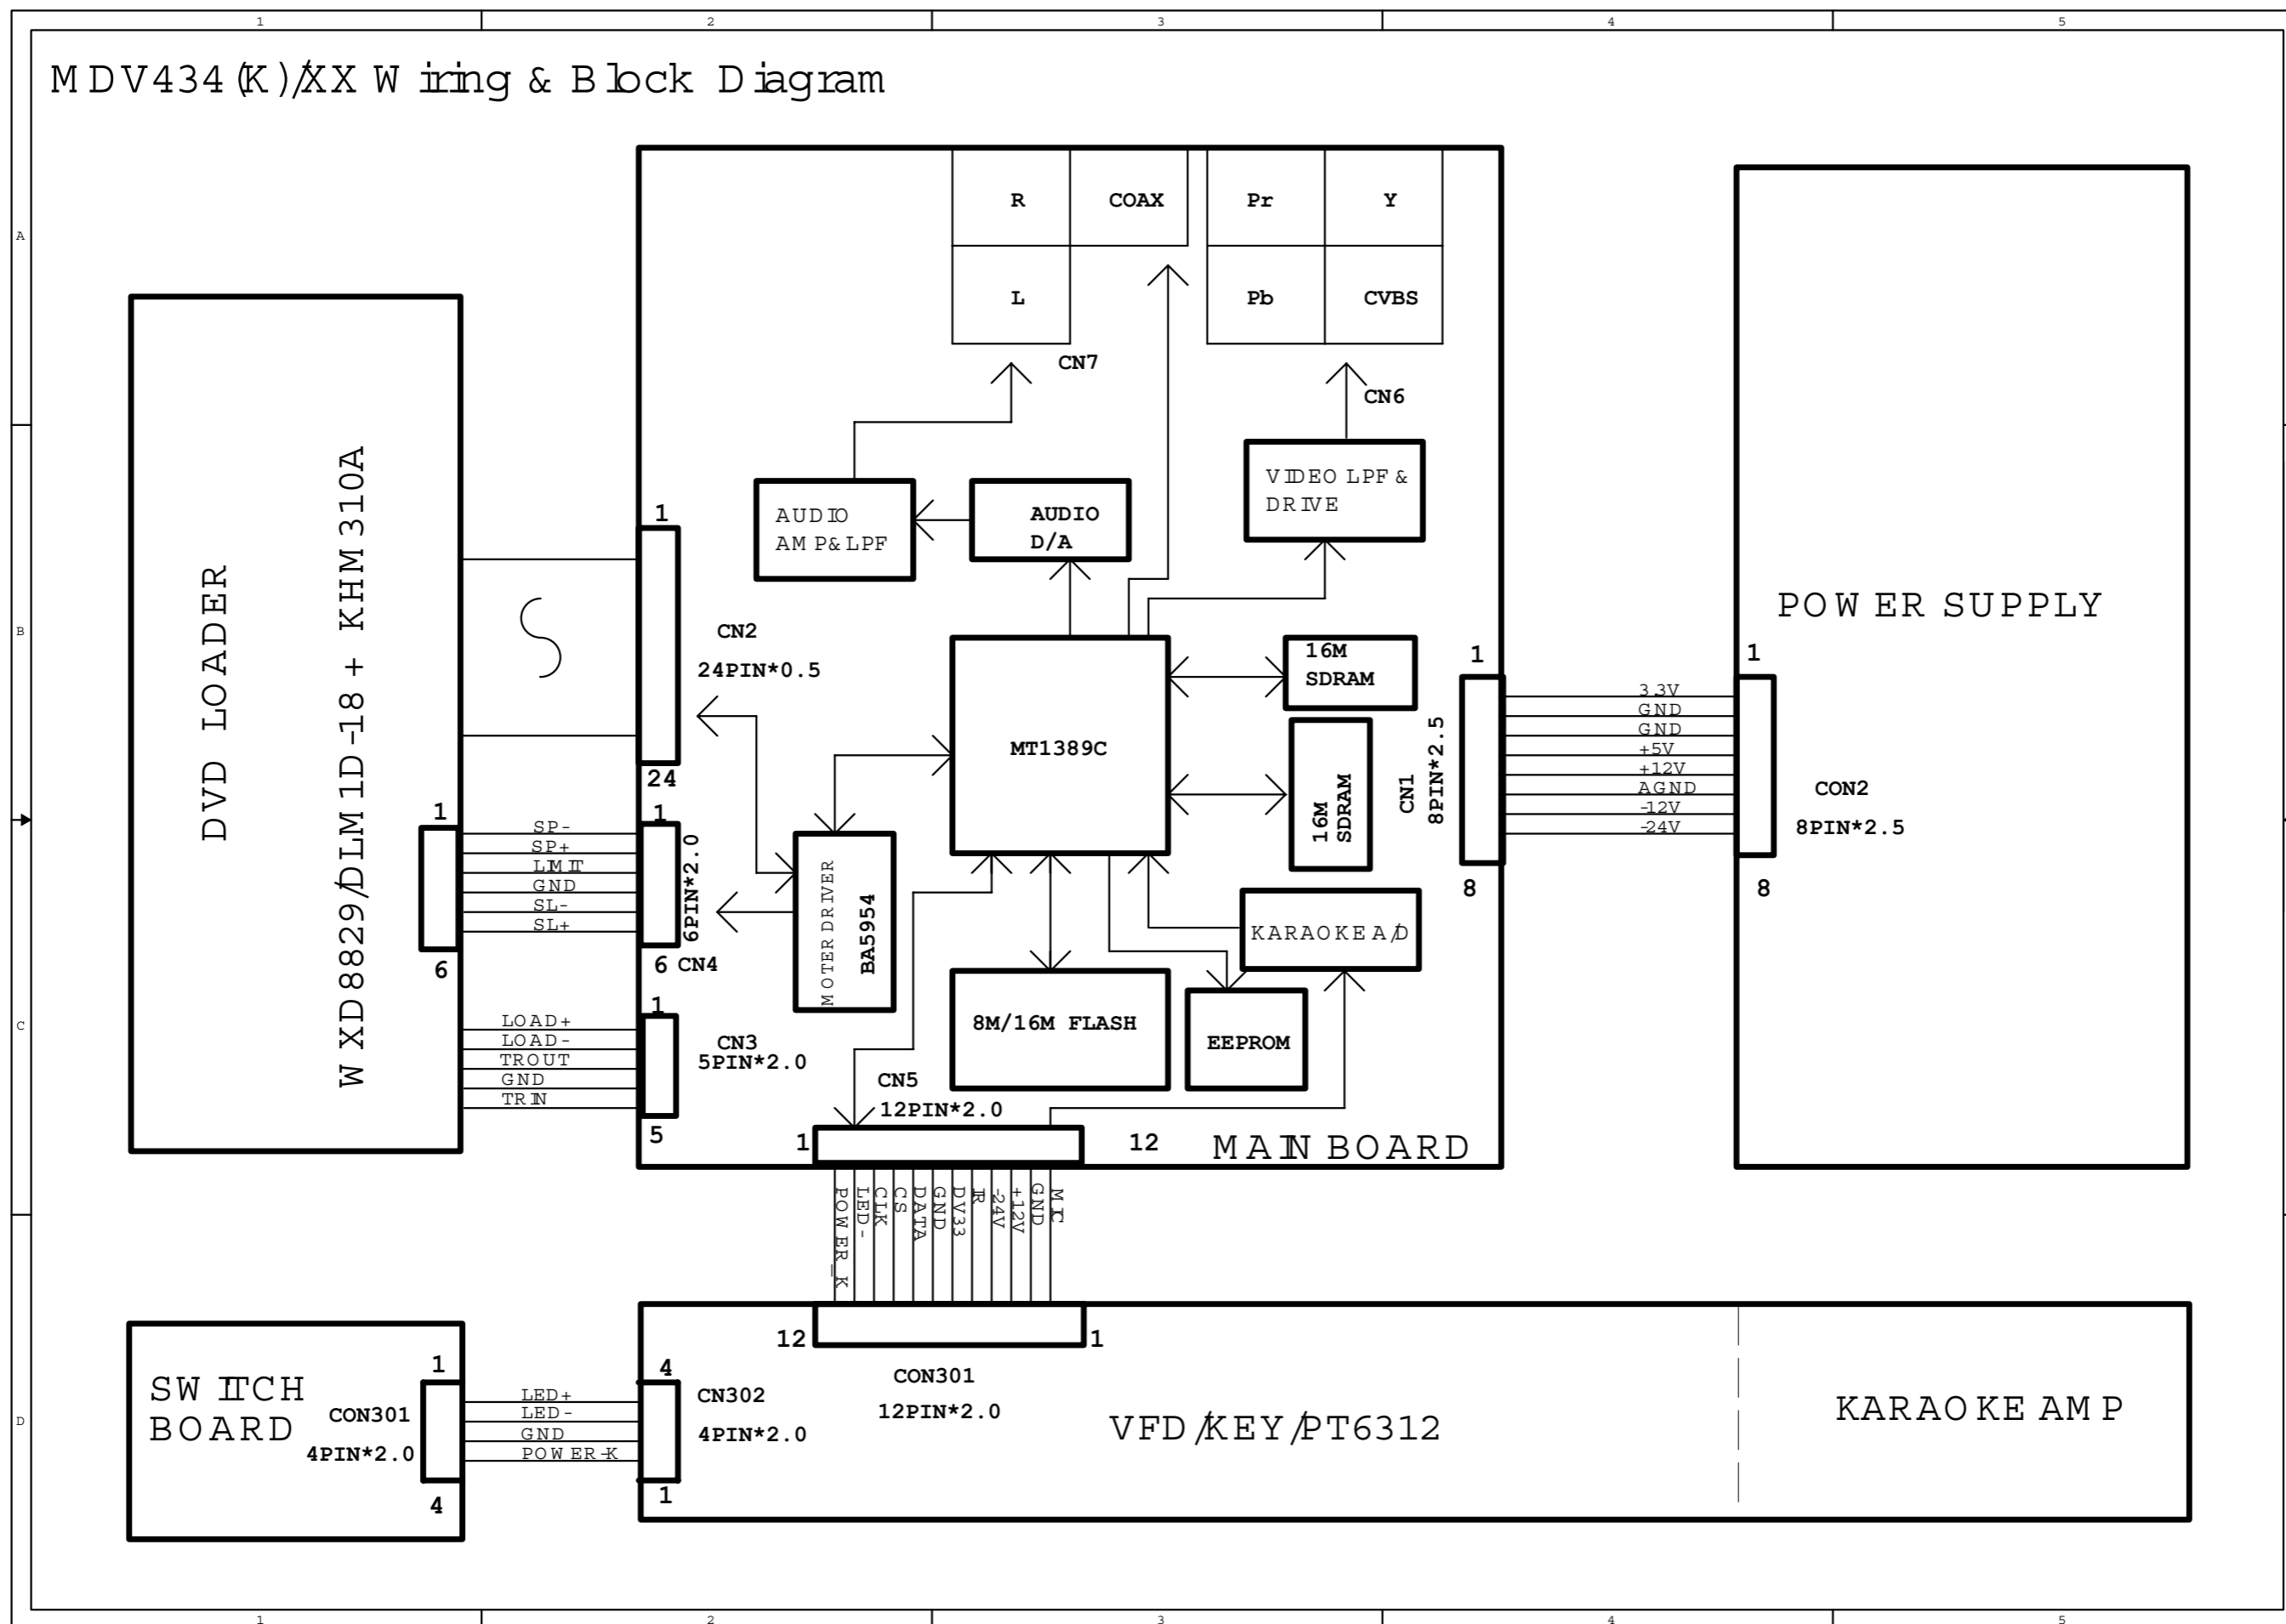 1 2 3 4 5
MDV434(K)/XX Wiring & Block Diagram
A
B
C
D
R
COAX
L
CN7
Pr
Y
Pb
CVBS
CN6
DVD LOADER
WXD8829/DLM1D-18 + KHM310A
1
24
CN2
24PIN*0.5
AUDIO
AMP&LPF
AUDIO
D/A
VIDEO LPF &
DRIVE
MT1389C
16M
SDRAM
16M
SDRAM
1
CN1
8PIN*2.5
8
3.3V
GND
GND
+5V
+12V
AGND
-12V
-24V
POWER SUPPLY
1
CON2
8PIN*2.5
8
1
6
SP-
SP+
LIMIT
GND
SL-
SL+
1
6PIN*2.0
6 CN4
MOTER DRIVER
BA5954
KARAOKE A/D
8M/16M FLASH
EEPROM
LOAD+
LOAD-
TROUT
GND
TRIN
1
CN3
5PIN*2.0
5
CN5
12PIN*2.0
1
12
MAIN BOARD
POWER_K
LED-
CLK
CS
DATA
GND
DV33
IR
-24V
+12V
GND
MIC
12
1
CON301
12PIN*2.0
SWITCH
BOARD
1
CON301
4PIN*2.0
4
LED+
LED-
GND
POWER-K
4
CN302
4PIN*2.0
1
VFD/KEY/PT6312
KARAOKE AMP
1 2 3 4 5